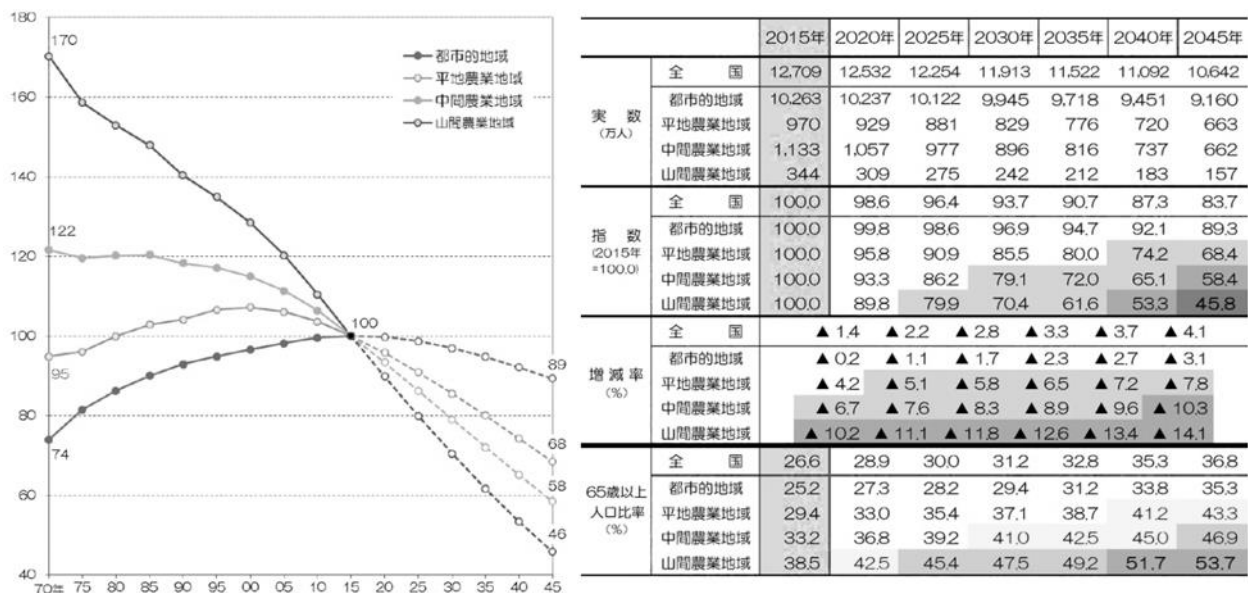 180
160
140
120
100
80
60
40
170
122
95
74
100
89
68
58
46
都市的地域
平地農業地域
中間農業地域
山間農業地域
70年 75 80 85 90 95 00 05 10 15 20 25 30 35 40 45
2015年 2020年 2025年 2030年 2035年 2040年 2045年
実数
(万人)
全国 12,709 12,532 12,254 11,913 11,522 11,092 10,642
都市的地域 10,263 10,237 10,122 9,945 9,718 9,451 9,160
平地農業地域 970 929 881 829 776 720 663
中間農業地域 1,133 1,057 977 896 816 737 662
山間農業地域 344 309 275 242 212 183 157
指数
(2015年
=100.0)
全国 100.0 98.6 96.4 93.7 90.7 87.3 83.7
都市的地域 100.0 99.8 98.6 96.9 94.7 92.1 89.3
平地農業地域 100.0 95.8 90.9 85.5 80.0 74.2 68.4
中間農業地域 100.0 93.3 86.2 79.1 72.0 65.1 58.4
山間農業地域 100.0 89.8 79.9 70.4 61.6 53.3 45.8
増減率
(%)
全国 ▲1.4 ▲2.2 ▲2.8 ▲3.3 ▲3.7 ▲4.1
都市的地域 ▲0.2 ▲1.1 ▲1.7 ▲2.3 ▲2.7 ▲3.1
平地農業地域 ▲4.2 ▲5.1 ▲5.8 ▲6.5 ▲7.2 ▲7.8
中間農業地域 ▲6.7 ▲7.6 ▲8.3 ▲8.9 ▲9.6 ▲10.3
山間農業地域 ▲10.2 ▲11.1 ▲11.8 ▲12.6 ▲13.4 ▲14.1
65歳以上
人口比率
(%)
全国 26.6 28.9 30.0 31.2 32.8 35.3 36.8
都市的地域 25.2 27.3 28.2 29.4 31.2 33.8 35.3
平地農業地域 29.4 33.0 35.4 37.1 38.7 41.2 43.3
中間農業地域 33.2 36.8 39.2 41.0 42.5 45.0 46.9
山間農業地域 38.5 42.5 45.4 47.5 49.2 51.7 53.7